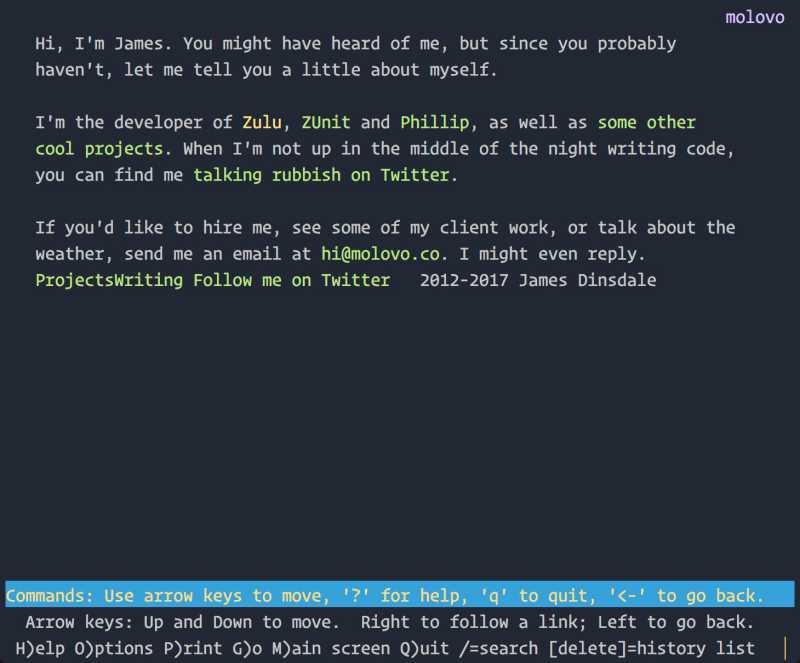 molovo
Hi, I'm James. You might have heard of me, but since you probably
haven't, let me tell you a little about myself.
I'm the developer of Zulu, ZUnit and Phillip, as well as some other
cool projects. When I'm not up in the middle of the night writing code,
you can find me talking rubbish on Twitter.
If you'd like to hire me, see some of my client work, or talk about the
weather, send me an email at hi@molovo.co. I might even reply.
ProjectsWriting Follow me on Twitter   2012-2017 James Dinsdale
Commands: Use arrow keys to move, '?' for help, 'q' to quit, '<-' to go back.
Arrow keys: Up and Down to move.  Right to follow a link; Left to go back.
H)elp O)ptions P)rint G)o M)ain screen Q)uit /=search [delete]=history list